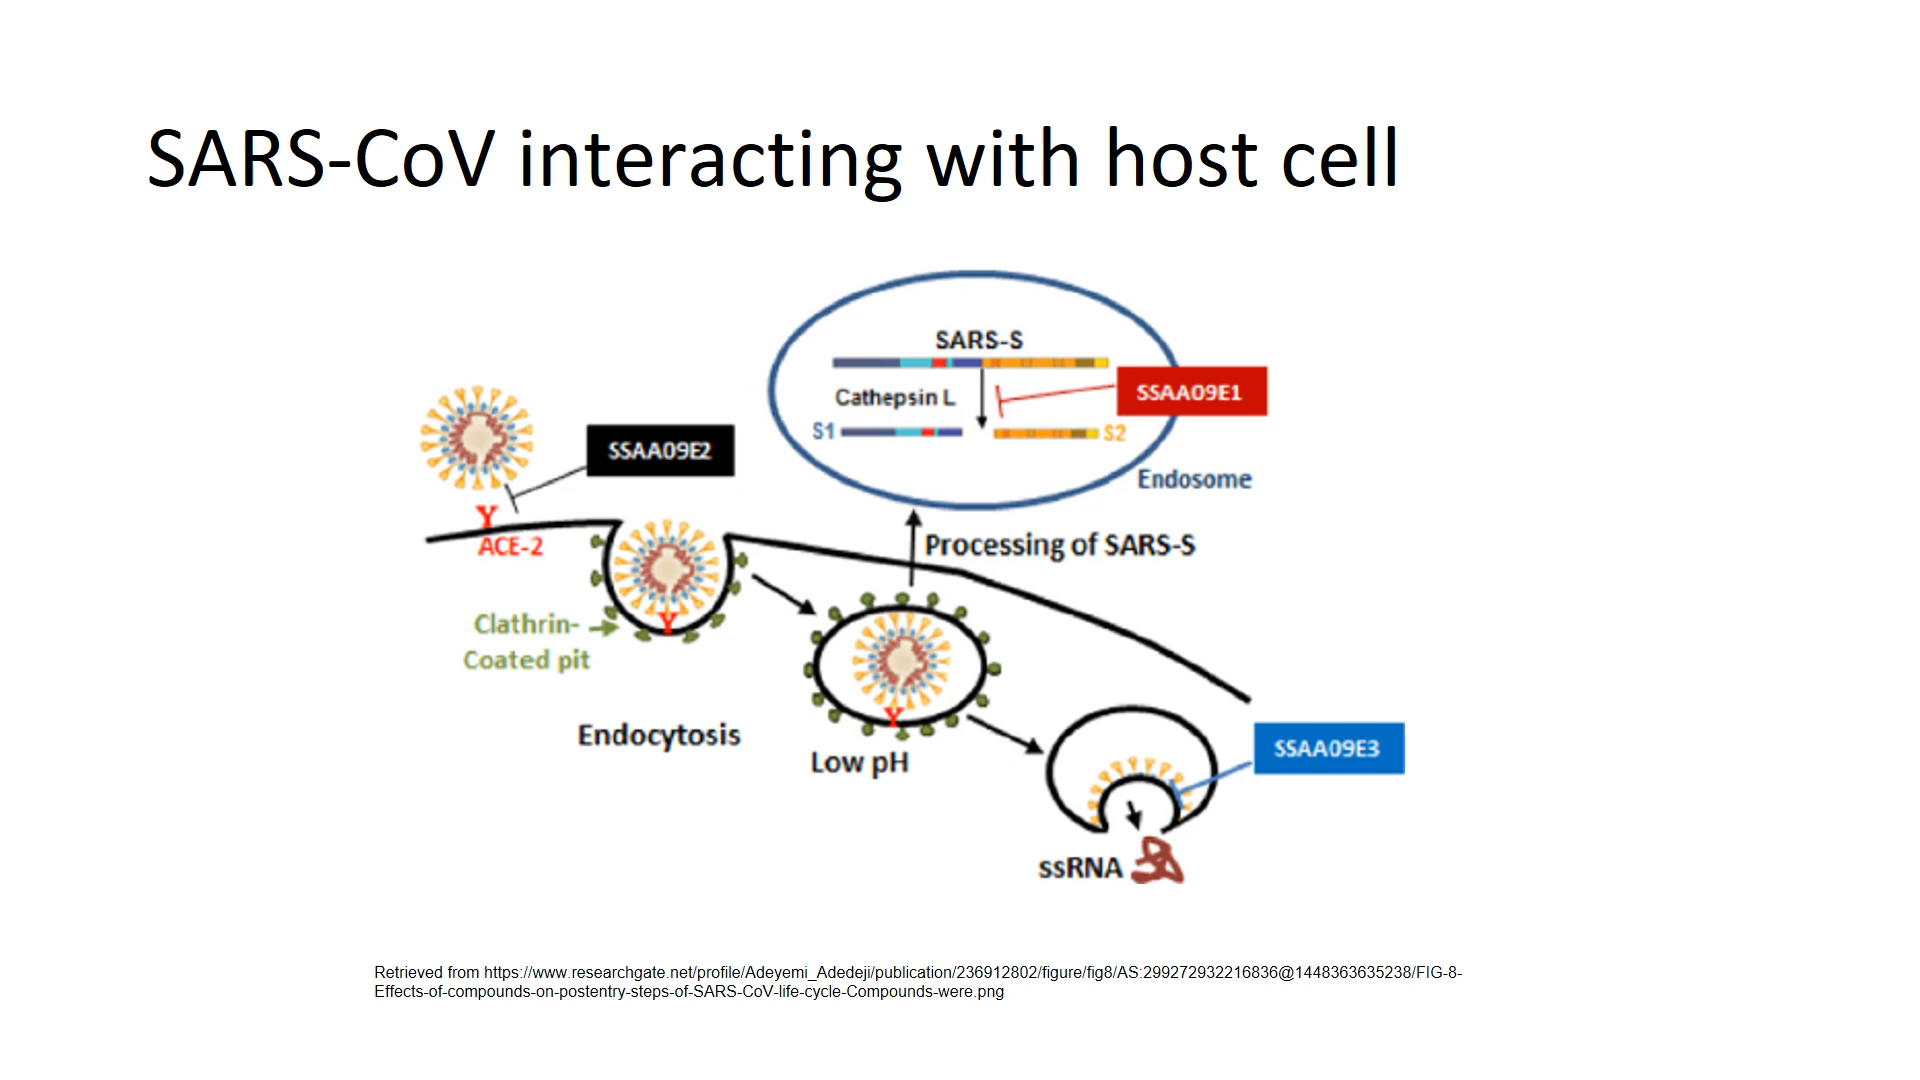 SARS-CoV interacting with host cell
SARS-S
Cathepsin L
SSAA09E1
S1
S2
SSAA09E2
Endosome
ACE-2
Processing of SARS-S
Clathrin-
Coated pit
Endocytosis
Low pH
SSAA09E3
ssRNA
Retrieved from https://www.researchgate.net/profile/Adeyemi_Adedeji/publication/236912802/figure/fig8/AS:299272932216836@1448363635238/FIG-8-
Effects-of-compounds-on-postentry-steps-of-SARS-CoV-life-cycle-Compounds-were.png